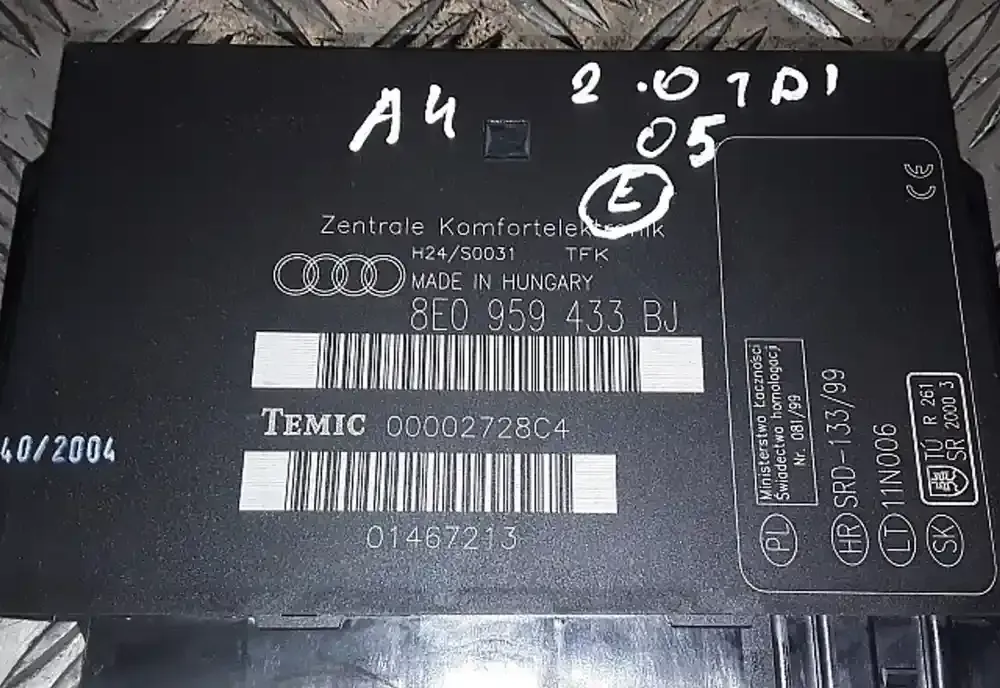 A4 2.0 TDI
05
E
Zentrale Komfortelektronik
H24/S0031 TFK
MADE IN HUNGARY
8E0 959 433 BJ
TEMIC 00002728C4
40/2004
01467213
CE
PL Ministerstwo Łączności
Świadectwo homologacji
Nr. 081/99
HR SRD-133/99
LT 11N006
SK TÚ R 261
SR 2000 3